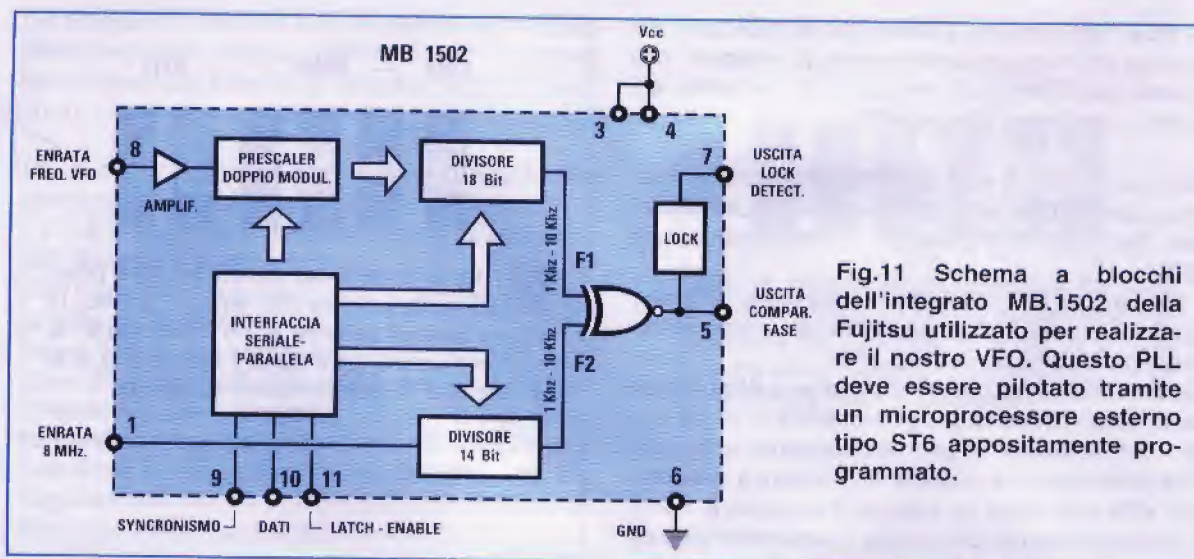 MB 1502
Vcc
3
4
8
ENRATA
FREQ. VFO
AMPLIF.
PRESCALER
DOPPIO MODUL.
DIVISORE
18 Bit
7
USCITA
LOCK
DETECT.
LOCK
1 Khz - 10 Khz
F1
5
USCITA
COMPAR.
FASE
INTERFACCIA
SERIALE-
PARALLELA
F2
1 Khz - 10 Khz
1
ENRATA
8 MHz.
DIVISORE
14 Bit
6
GND
9
10
11
SYNCRONISMO
DATI
LATCH - ENABLE
Fig.11 Schema a blocchi
dell'integrato MB.1502 della
Fujitsu utilizzato per realizza-
re il nostro VFO. Questo PLL
deve essere pilotato tramite
un microprocessore esterno
tipo ST6 appositamente pro-
grammato.